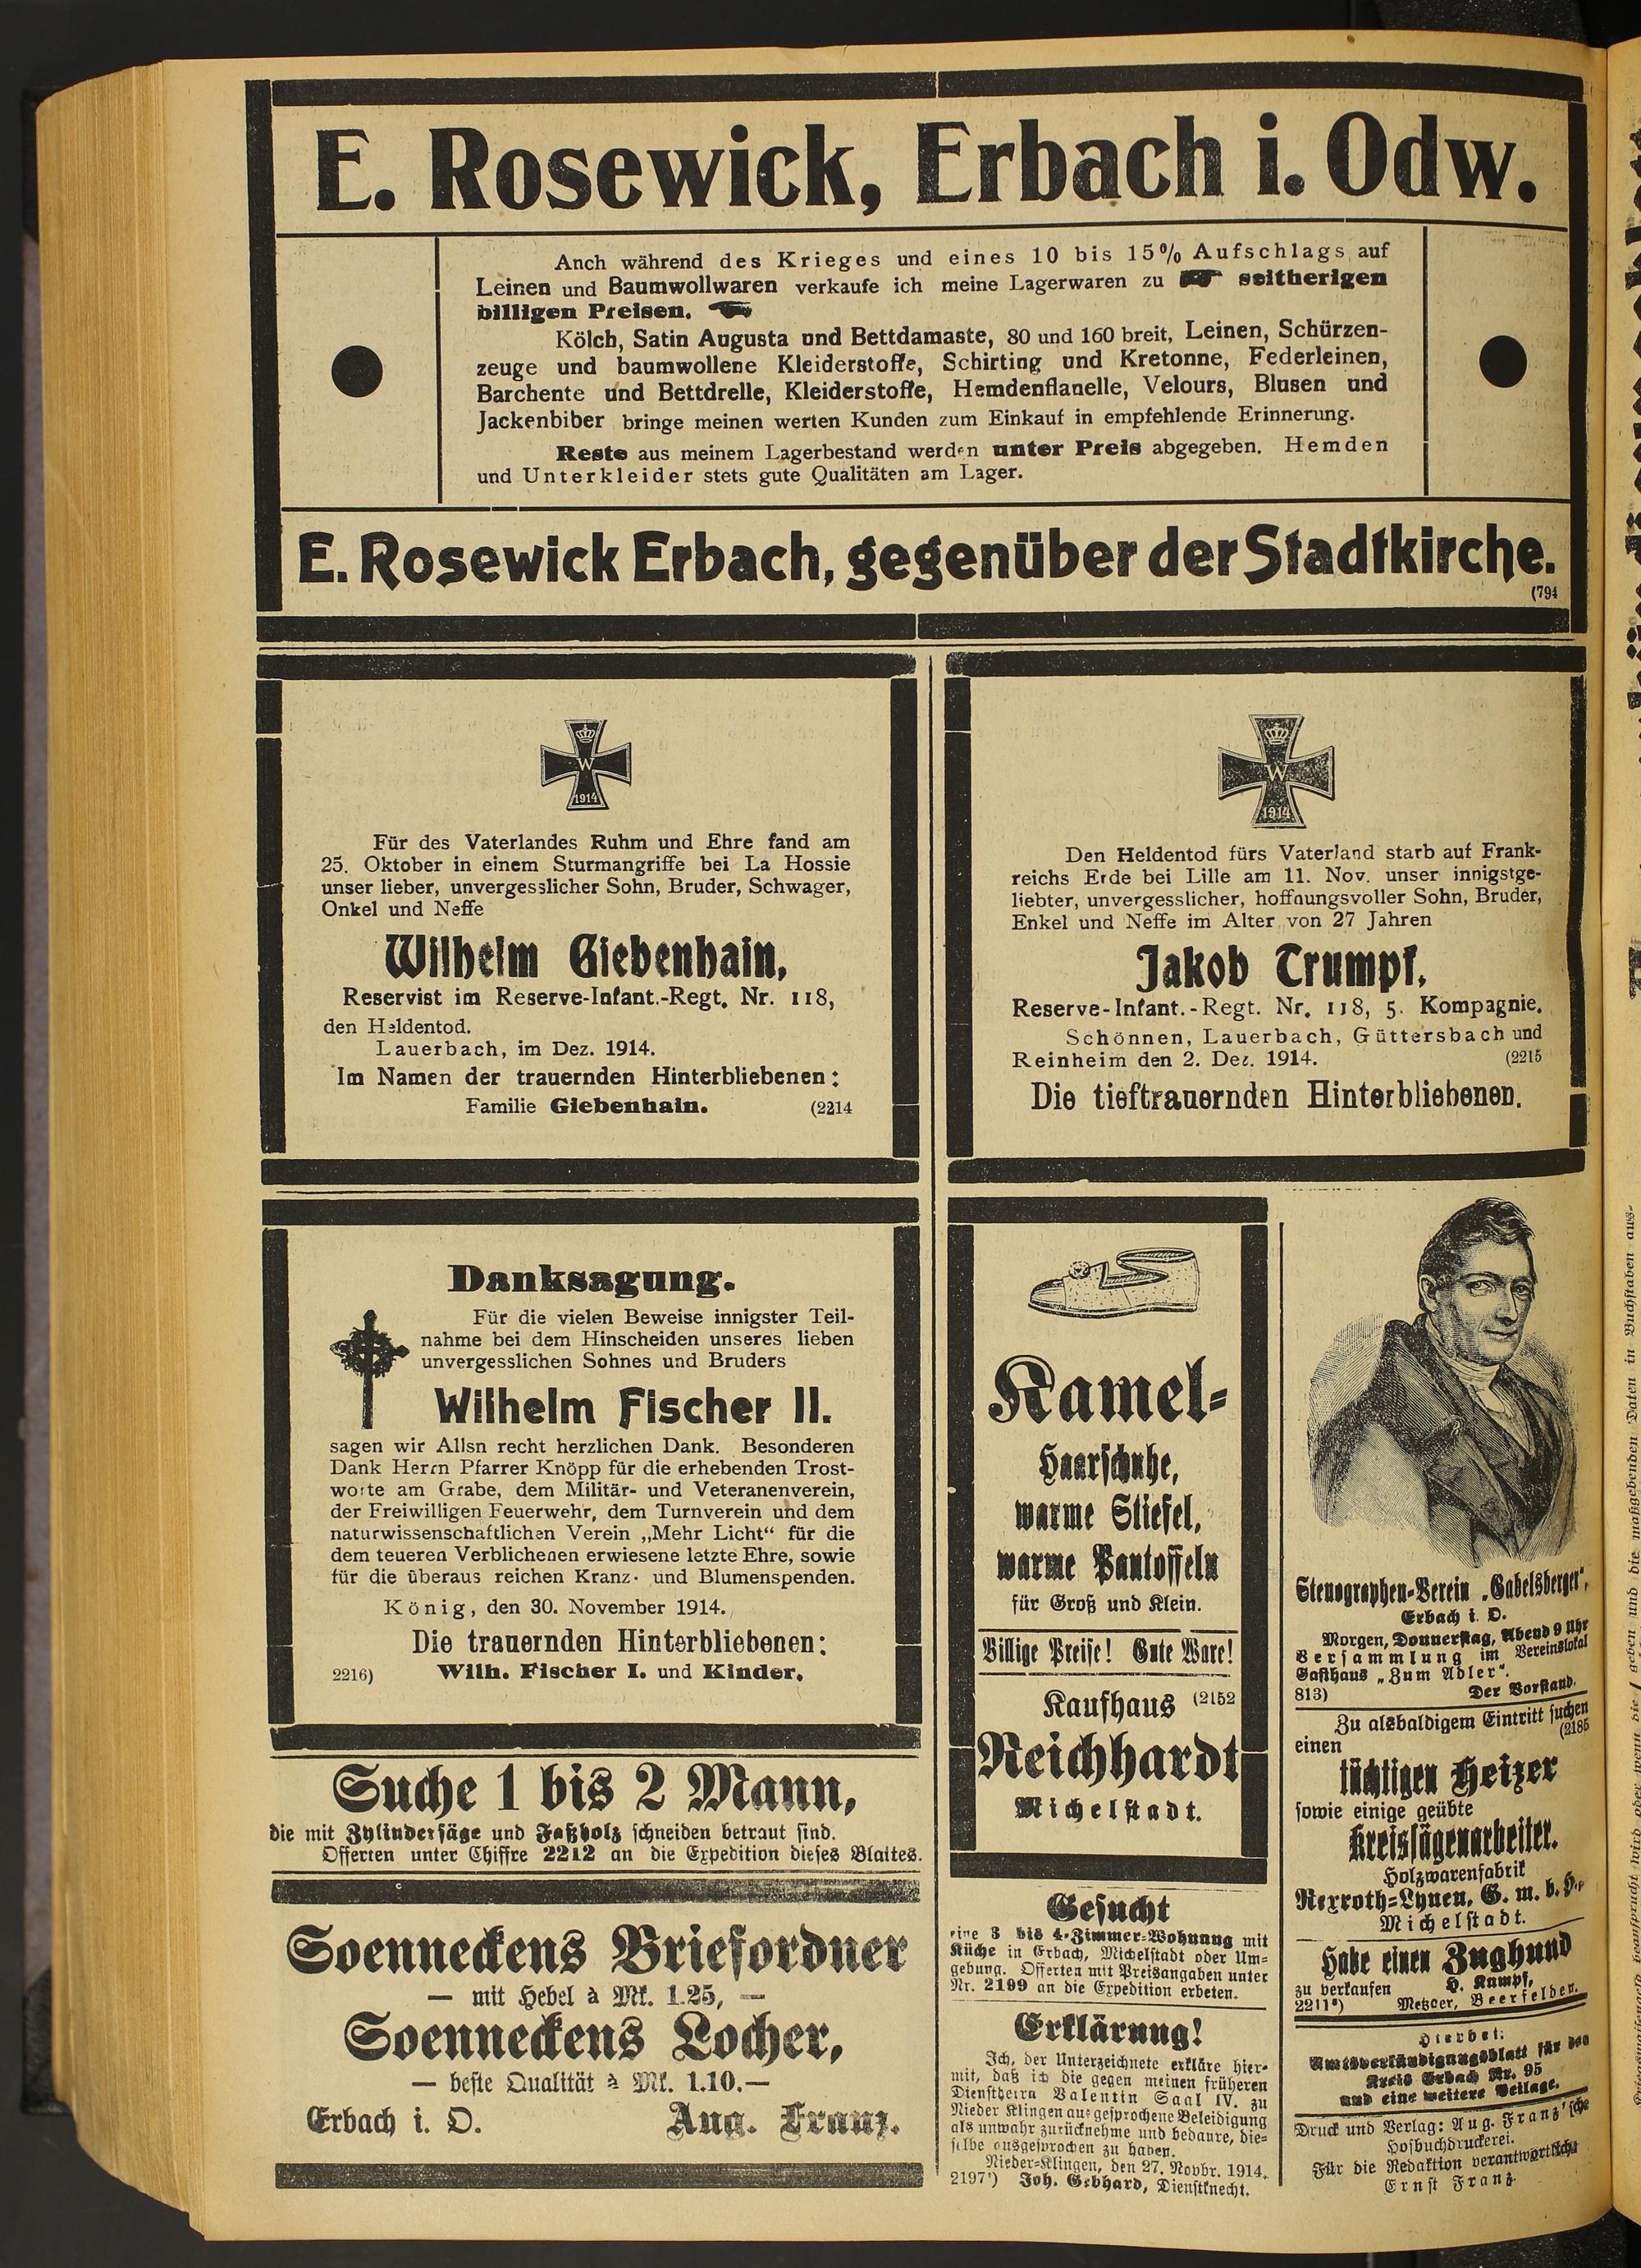 E. Rosewick, Erbach i. Odw.
Anch während des Krieges und eines 10 bis 15% Aufschlags auf
Leinen und Baumwollwaren verkaufe ich meine Lagerwaren zu seitherigen
billigen Preisen.
Kölch, Satin Augusta und Bettdamaste, 80 und 160 breit, Leinen, Schürzen-
zeuge und baumwollene Kleiderstoffe, Schirting und Kretonne, Federleinen,
Barchente und Bettdrelle, Kleiderstoffe, Hemdenflanelle, Velours, Blusen und
Jackenbiber bringe meinen werten Kunden zum Einkauf in empfehlende Erinnerung.
Reste aus meinem Lagerbestand werden unter Preis abgegeben. Hemden
und Unterkleider stets gute Qualitäten am Lager.
E. Rosewick Erbach, gegenüber der Stadtkirche.
(794
W
1914
Für des Vaterlandes Ruhm und Ehre fand am
25. Oktober in einem Sturmangriffe bei La Hossie
unser lieber, unvergesslicher Sohn, Bruder, Schwager,
Onkel und Neffe
Wilhelm Giebenhain,
Reservist im Reserve-Infant.-Regt. Nr. 118,
den Heldentod.
Lauerbach, im Dez. 1914.
Im Namen der trauernden Hinterbliebenen:
Familie Giebenhain. (2214
W
1914
Den Heldentod fürs Vaterland starb auf Frank-
reichs Erde bei Lille am 11. Nov. unser innigstge-
liebter, unvergesslicher, hoffnungsvoller Sohn, Bruder,
Enkel und Neffe im Alter von 27 Jahren
Jakob Trumpf,
Reserve-Infant.-Regt. Nr. 118, 5. Kompagnie.
Schönnen, Lauerbach, Güttersbach und
Reinheim den 2. Dez. 1914. (2215
Die tieftrauernden Hinterbliebenen.
Danksagung.
Für die vielen Beweise innigster Teil-
nahme bei dem Hinscheiden unseres lieben
unvergesslichen Sohnes und Bruders
Wilhelm Fischer II.
sagen wir Allsn recht herzlichen Dank. Besonderen
Dank Herrn Pfarrer Knöpp für die erhebenden Trost-
worte am Grabe, dem Militär- und Veteranenverein,
der Freiwilligen Feuerwehr, dem Turnverein und dem
naturwissenschaftlichen Verein „Mehr Licht“ für die
dem teueren Verblichenen erwiesene letzte Ehre, sowie
für die überaus reichen Kranz- und Blumenspenden.
König, den 30. November 1914.
Die trauernden Hinterbliebenen:
2216) Wilh. Fischer I. und Kinder.
Suche 1 bis 2 Mann,
die mit Zylindersäge und Faßholz schneiden betraut sind.
Offerten unter Chiffre 2212 an die Expedition dieses Blattes.
Soenneckens Briefordner
— mit Hebel à Mk. 1.25, —
Soenneckens Locher,
— beste Qualität à Mk. 1.10.—
Erbach i. O. Aug. Franz.
Kamel-
Haarschuhe,
warme Stiefel,
warme Pantoffeln
für Groß und Klein.
Billige Preise! Gute Ware!
Kaufhaus (2152
Reichhardt
Michelstadt.
Gesucht
eine 3 bis 4-Zimmer-Wohnung mit
Küche in Erbach, Michelstadt oder Um-
gebung. Offerten mit Preisangaben unter
Nr. 2199 an die Expedition erbeten.
Erklärung!
Ich, der Unterzeichnete erkläre hier-
mit, daß ich die gegen meinen früheren
Dienstherrn Valentin Saal IV. zu
Nieder Klingen ausgesprochene Beleidigung
als unwahr zurücknehme und bedaure, die-
selbe ausgesprochen zu haben.
Nieder-Klingen, den 27. Novbr. 1914.
2197*) Joh. Gebhard, Dienstknecht.
Stenographen-Verein „Gabelsberger“,
Erbach i. O.
Morgen, Donnerstag, Abend 9 Uhr
Versammlung im Vereinslokal
Gasthaus „Zum Adler“.
813) Der Vorstand.
Zu alsbaldigem Eintritt suchen
einen (2185
tüchtigen Heizer
sowie einige geübte
Kreissägenarbeiter.
Holzwarenfabrik
Rexroth-Lynen, G. m. b. H.,
Michelstadt.
Habe einen Zughund
zu verkaufen H. Kumpf,
2211*) Metzger, Beerfelden.
Hierbei:
Amtsverkündigungsblatt für den
Kreis Erbach Nr. 95
und eine weitere Beilage.
Druck und Verlag: Aug. Franz'sche
Hofbuchdruckerei.
Für die Redaktion verantwortlich:
Ernst Franz.